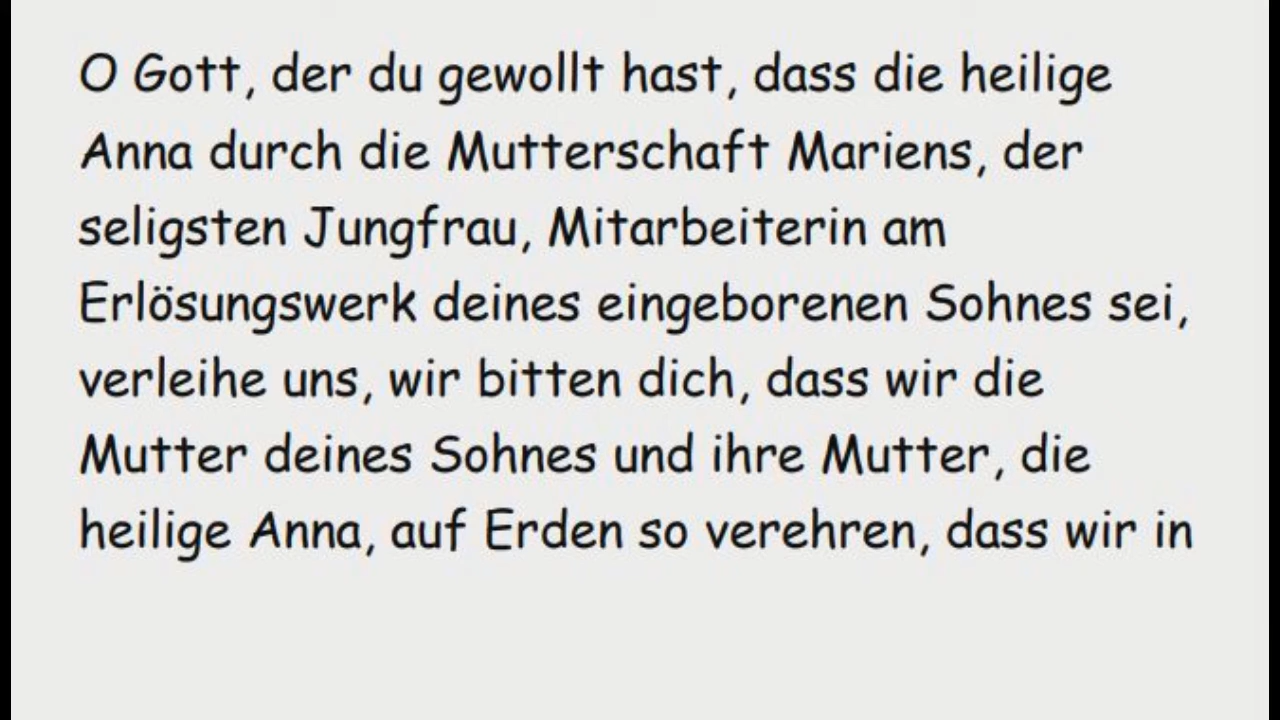 O Gott, der du gewollt hast, dass die heilige
Anna durch die Mutterschaft Mariens, der
seligsten Jungfrau, Mitarbeiterin am
Erlösungswerk deines eingeborenen Sohnes sei,
verleihe uns, wir bitten dich, dass wir die
Mutter deines Sohnes und ihre Mutter, die
heilige Anna, auf Erden so verehren, dass wir in